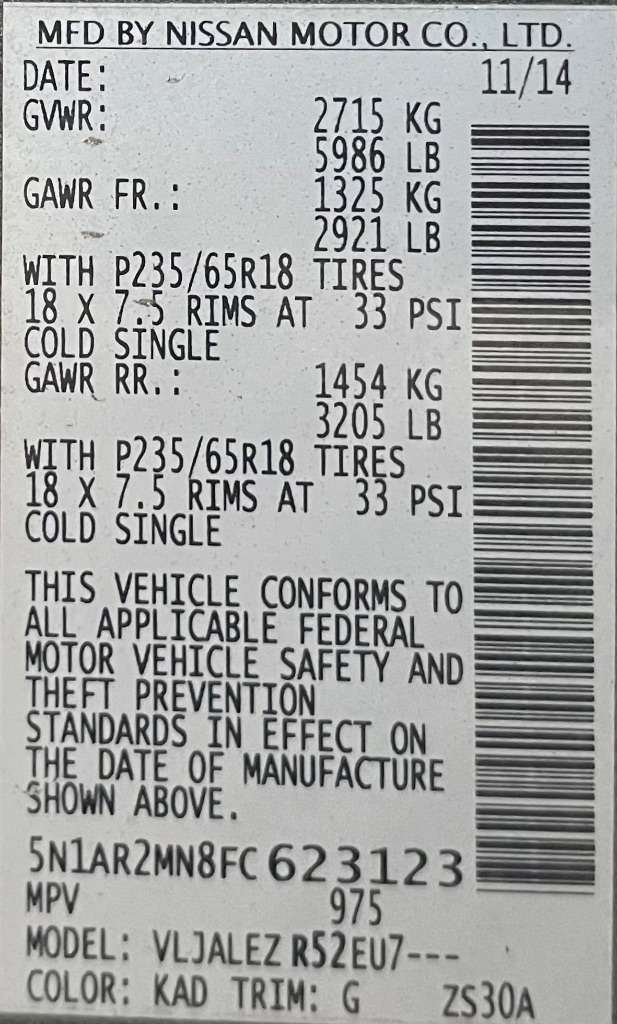 MFD BY NISSAN MOTOR CO., LTD.
DATE: 11/14
GVWR: 2715 KG
5986 LB
GAWR FR.: 1325 KG
2921 LB
WITH P235/65R18 TIRES
18 X 7.5 RIMS AT 33 PSI
COLD SINGLE
GAWR RR.: 1454 KG
3205 LB
WITH P235/65R18 TIRES
18 X 7.5 RIMS AT 33 PSI
COLD SINGLE
THIS VEHICLE CONFORMS TO
ALL APPLICABLE FEDERAL
MOTOR VEHICLE SAFETY AND
THEFT PREVENTION
STANDARDS IN EFFECT ON
THE DATE OF MANUFACTURE
SHOWN ABOVE.
5N1AR2MN8FC623123
MPV 975
MODEL: VLJALEZ R52EU7---
COLOR: KAD TRIM: G ZS30A